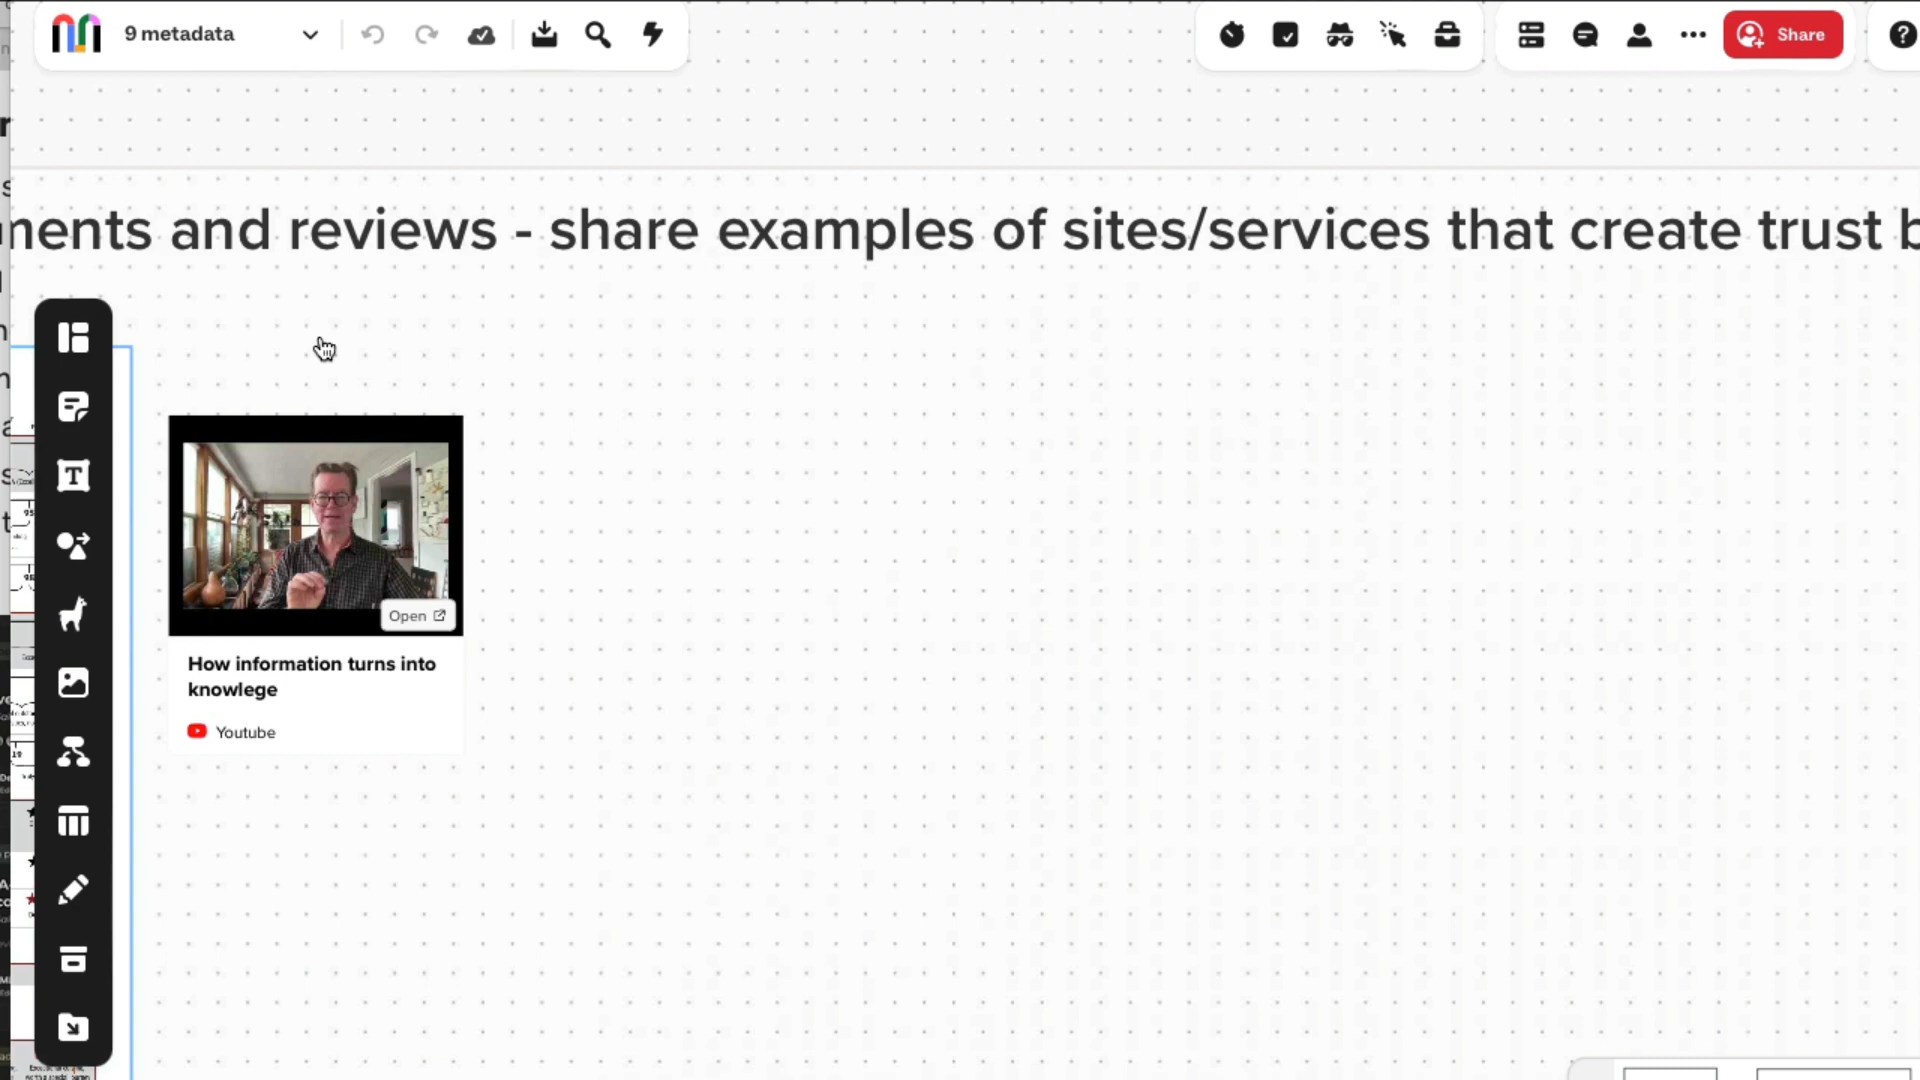 9 metadata
Share
ments and reviews - share examples of sites/services that create trust b
Open
How information turns into
knowlege
Youtube